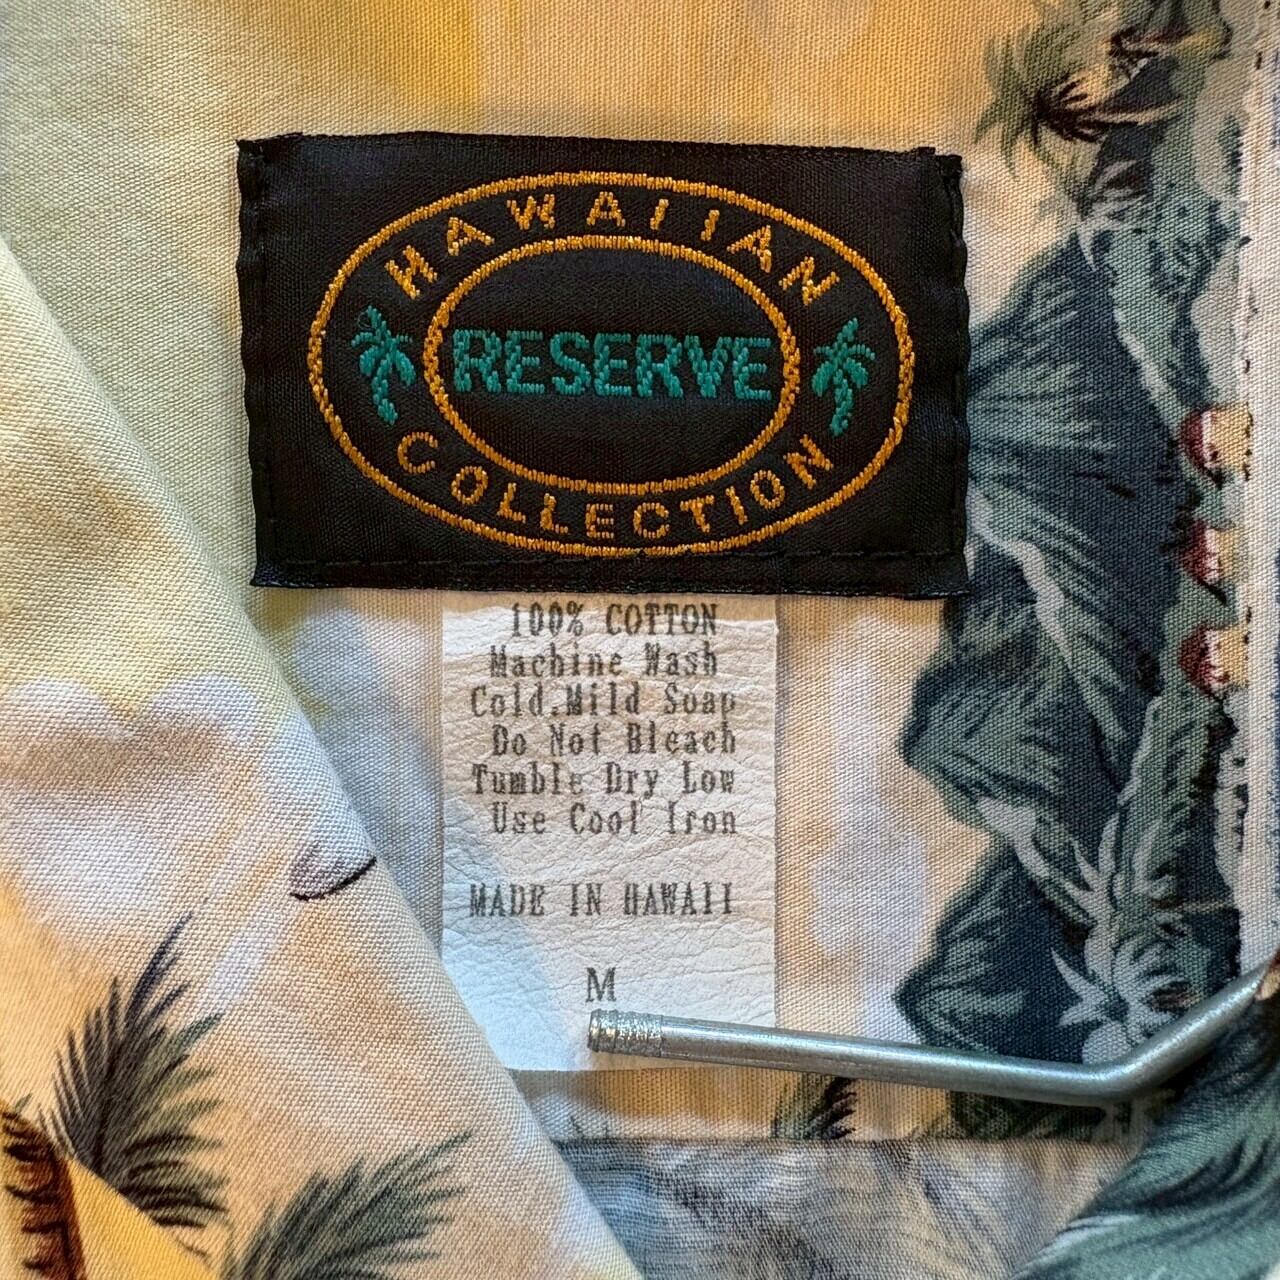 HAWAIIAN
RESERVE
COLLECTION
100% COTTON
Machine Wash
Cold.Mild Soap
Do Not Bleach
Tumble Dry Low
Use Cool Iron
MADE IN HAWAII
M